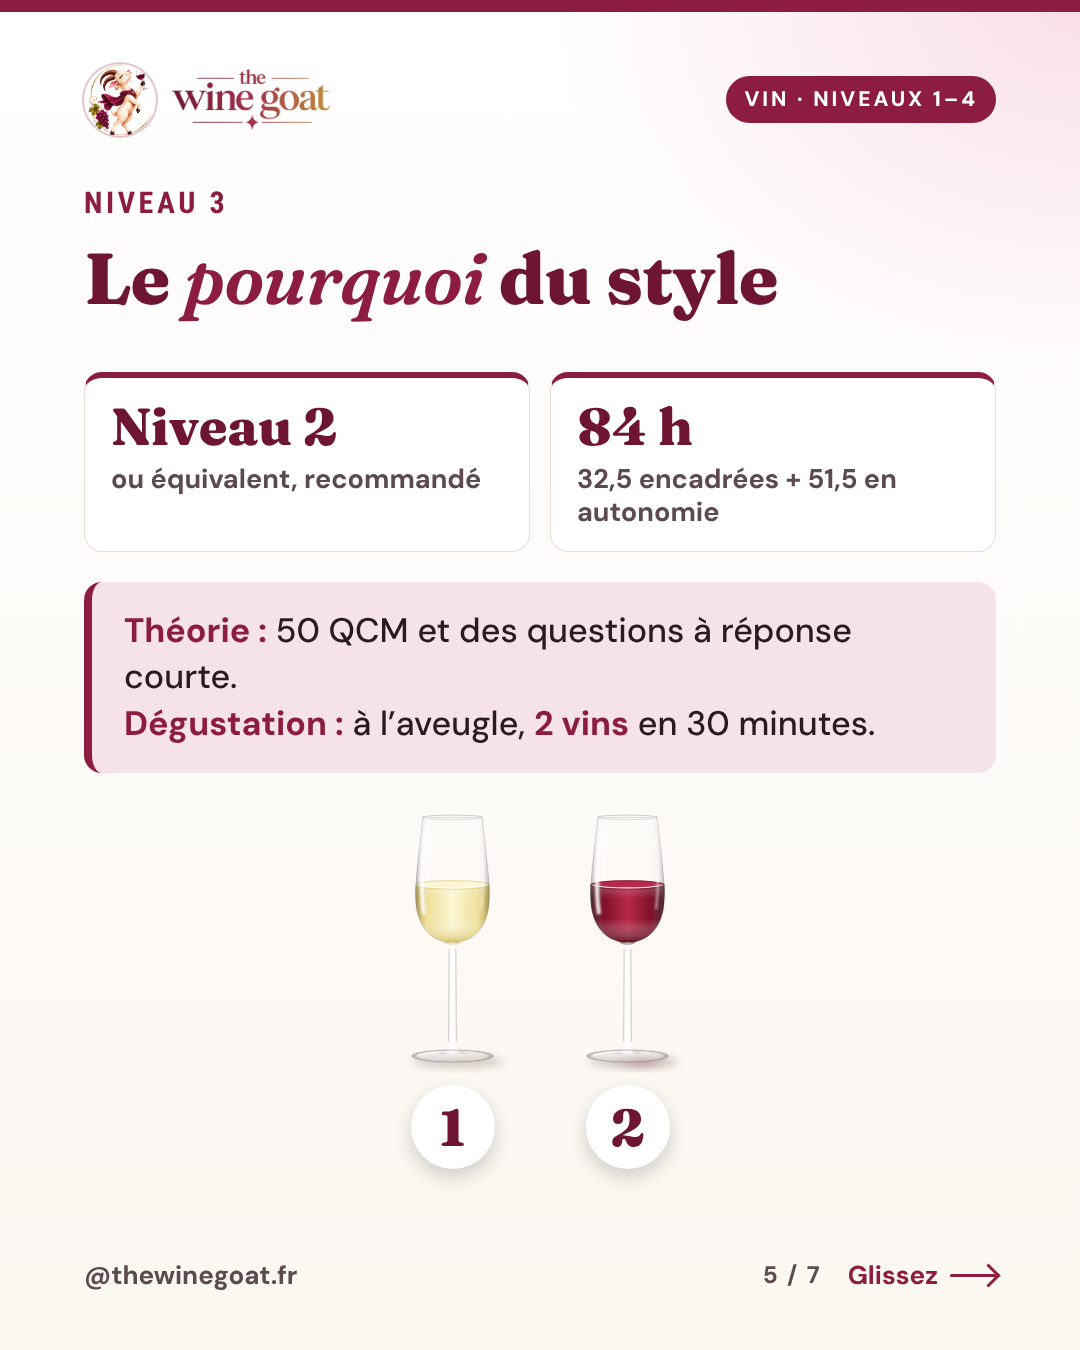 the
wine goat
VIN · NIVEAUX 1–4
NIVEAU 3
Le pourquoi du style
Niveau 2
ou équivalent, recommandé
84 h
32,5 encadrées + 51,5 en
autonomie
Théorie : 50 QCM et des questions à réponse
courte.
Dégustation : à l’aveugle, 2 vins en 30 minutes.
1
2
@thewinegoat.fr
5 / 7
Glissez